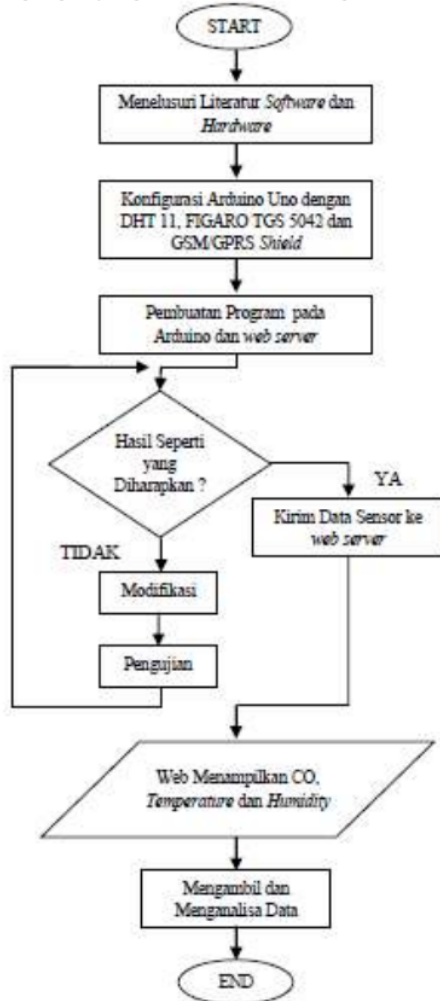 START
Menelusuri Literatur Software dan
Hardware
Konfigurasi Arduino Uno dengan
DHT 11, FIGARO TGS 5042 dan
GSM/GPRS Shield
Pembuatan Program pada
Arduino dan web server
Hasil Seperti
yang
Diharapkan ?
YA
Kirim Data Sensor ke
web server
TIDAK
Modifikasi
Pengujian
Web Menampilkan CO,
Temperature dan Humidity
Mengambil dan
Menganalisa Data
END